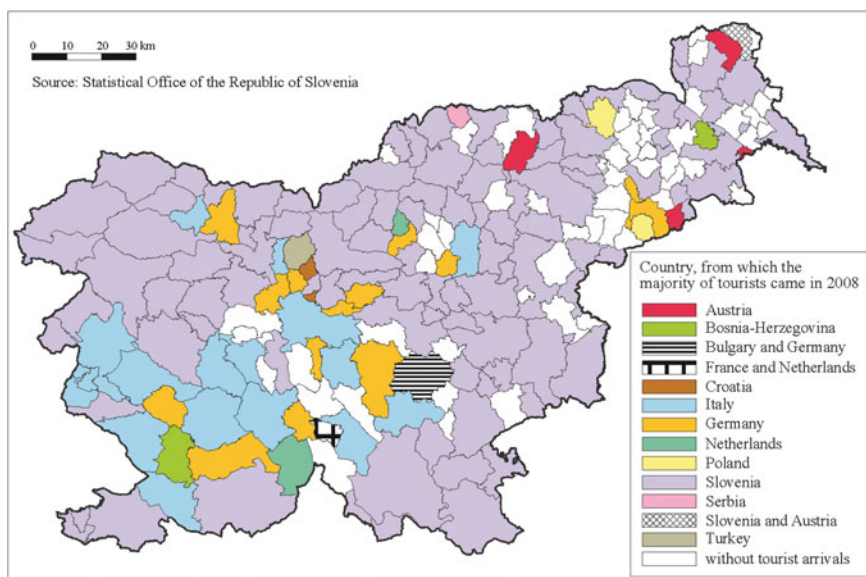 0 10 20 30 km
Source: Statistical Office of the Republic of Slovenia
Country, from which the
majority of tourists came in 2008
Austria
Bosnia-Herzegovina
Bulgary and Germany
France and Netherlands
Croatia
Italy
Germany
Netherlands
Poland
Slovenia
Serbia
Slovenia and Austria
Turkey
without tourist arrivals